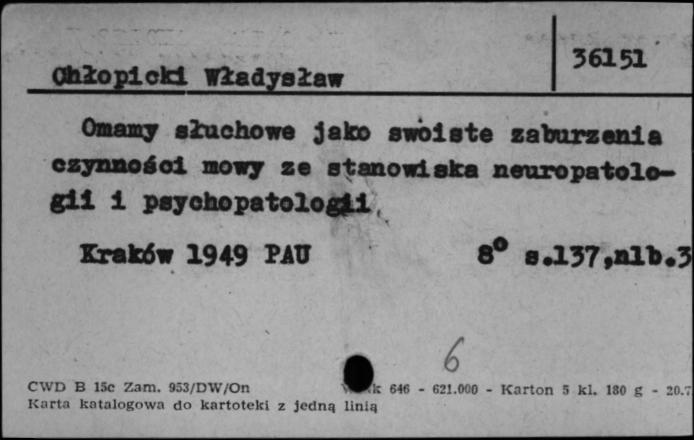 36151
Chłopicki Władysław
Omamy słuchowe jako swoiste zaburzenia
czynności mowy ze stanowiska neuropatolo-
gii i psychopatologii
Kraków 1949 PAU 8° s.137,nlb.3
6
CWD B 15c Zam. 953/DW/On 646 - 621.000 - Karton 5 kl. 180 g - 20.7
Karta katalogowa do kartoteki z jedną linią